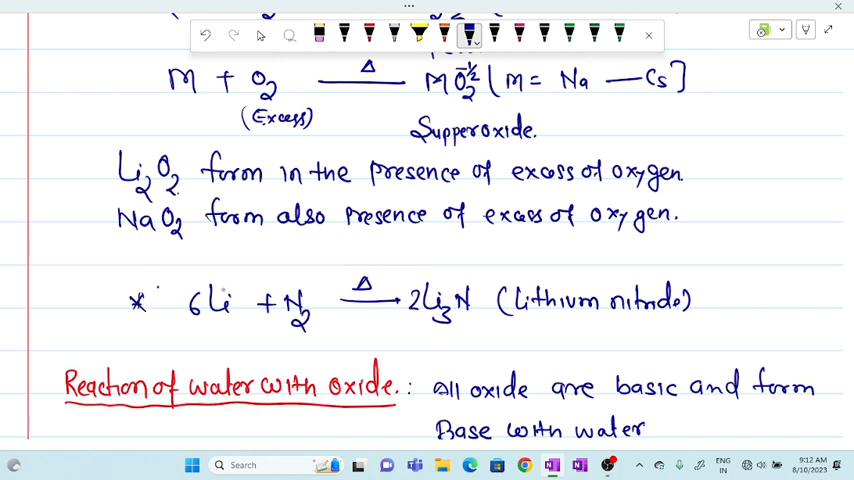 M + O2 Δ MO2^-1/2 ( M = Na — Cs ]
(Excess)
Supperoxide.
Li2O2 form in the presence of excess of oxygen.
NaO2 form also presence of excess of oxygen.
* 6Li + N2 Δ 2Li3N (lithium nitride)
Reaction of water with oxide. : All oxide are basic and form
Base with water
Search
ENG
IN
9:12 AM
8/10/2023